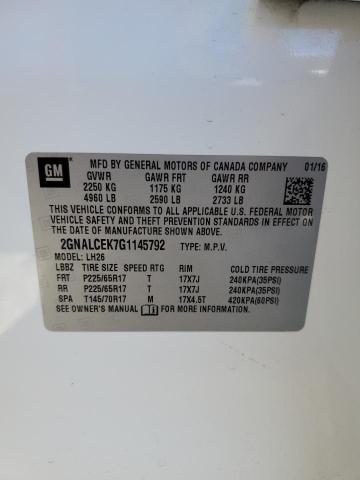 GM MFD BY GENERAL MOTORS OF CANADA COMPANY 01/16
GVWR GAWR FRT GAWR RR
2250 KG 1175 KG 1240 KG
4960 LB 2590 LB 2733 LB
THIS VEHICLE CONFORMS TO ALL APPLICABLE U.S. FEDERAL MOTOR
VEHICLE SAFETY, BUMPER, AND THEFT PREVENTION STANDARDS IN EFFECT
ON THE DATE OF MANUFACTURE SHOWN ABOVE.
2GNALCEK7G1145792 TYPE: M.P.V.
MODEL: LH26
LBBZ TIRE SIZE SPEED RTG RIM COLD TIRE PRESSURE
FRT P225/65R17 T 17X7J 240KPA(35PSI)
RR P225/65R17 T 17X7J 240KPA(35PSI)
SPA T145/70R17 M 17X4.5T 420KPA(60PSI)
SEE OWNER'S MANUAL FOR MORE INFORMATION